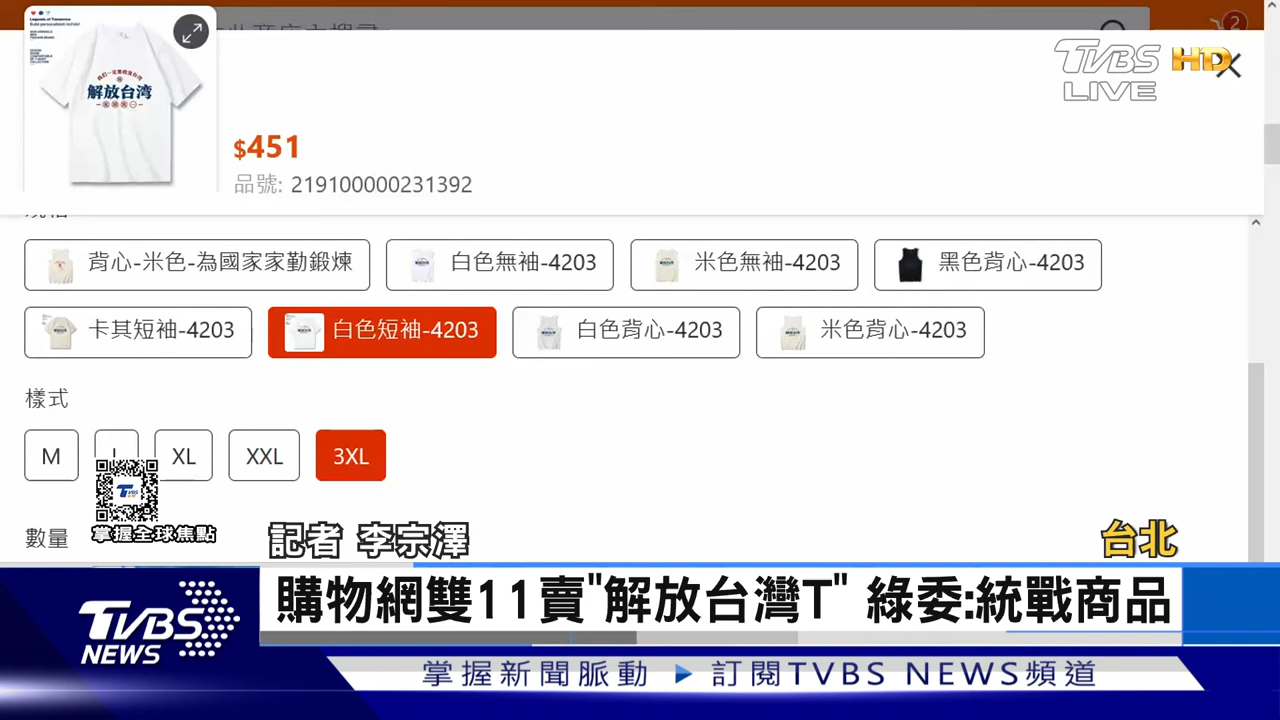 Legends of Tomorrow
解放台湾
2
TVBS HD
LIVE
$451
品號: 219100000231392
背心-米色-為國家家勤鍛煉
白色無袖-4203
米色無袖-4203
黑色背心-4203
卡其短袖-4203
白色短袖-4203
白色背心-4203
米色背心-4203
樣式
M
XL
XXL
3XL
數量
TVBS
掌握全球焦點
記者 李宗澤
台北
購物網雙11賣"解放台灣T" 綠委:統戰商品
TVBS
NEWS
掌握新聞脈動 ▶ 訂閱TVBS NEWS頻道